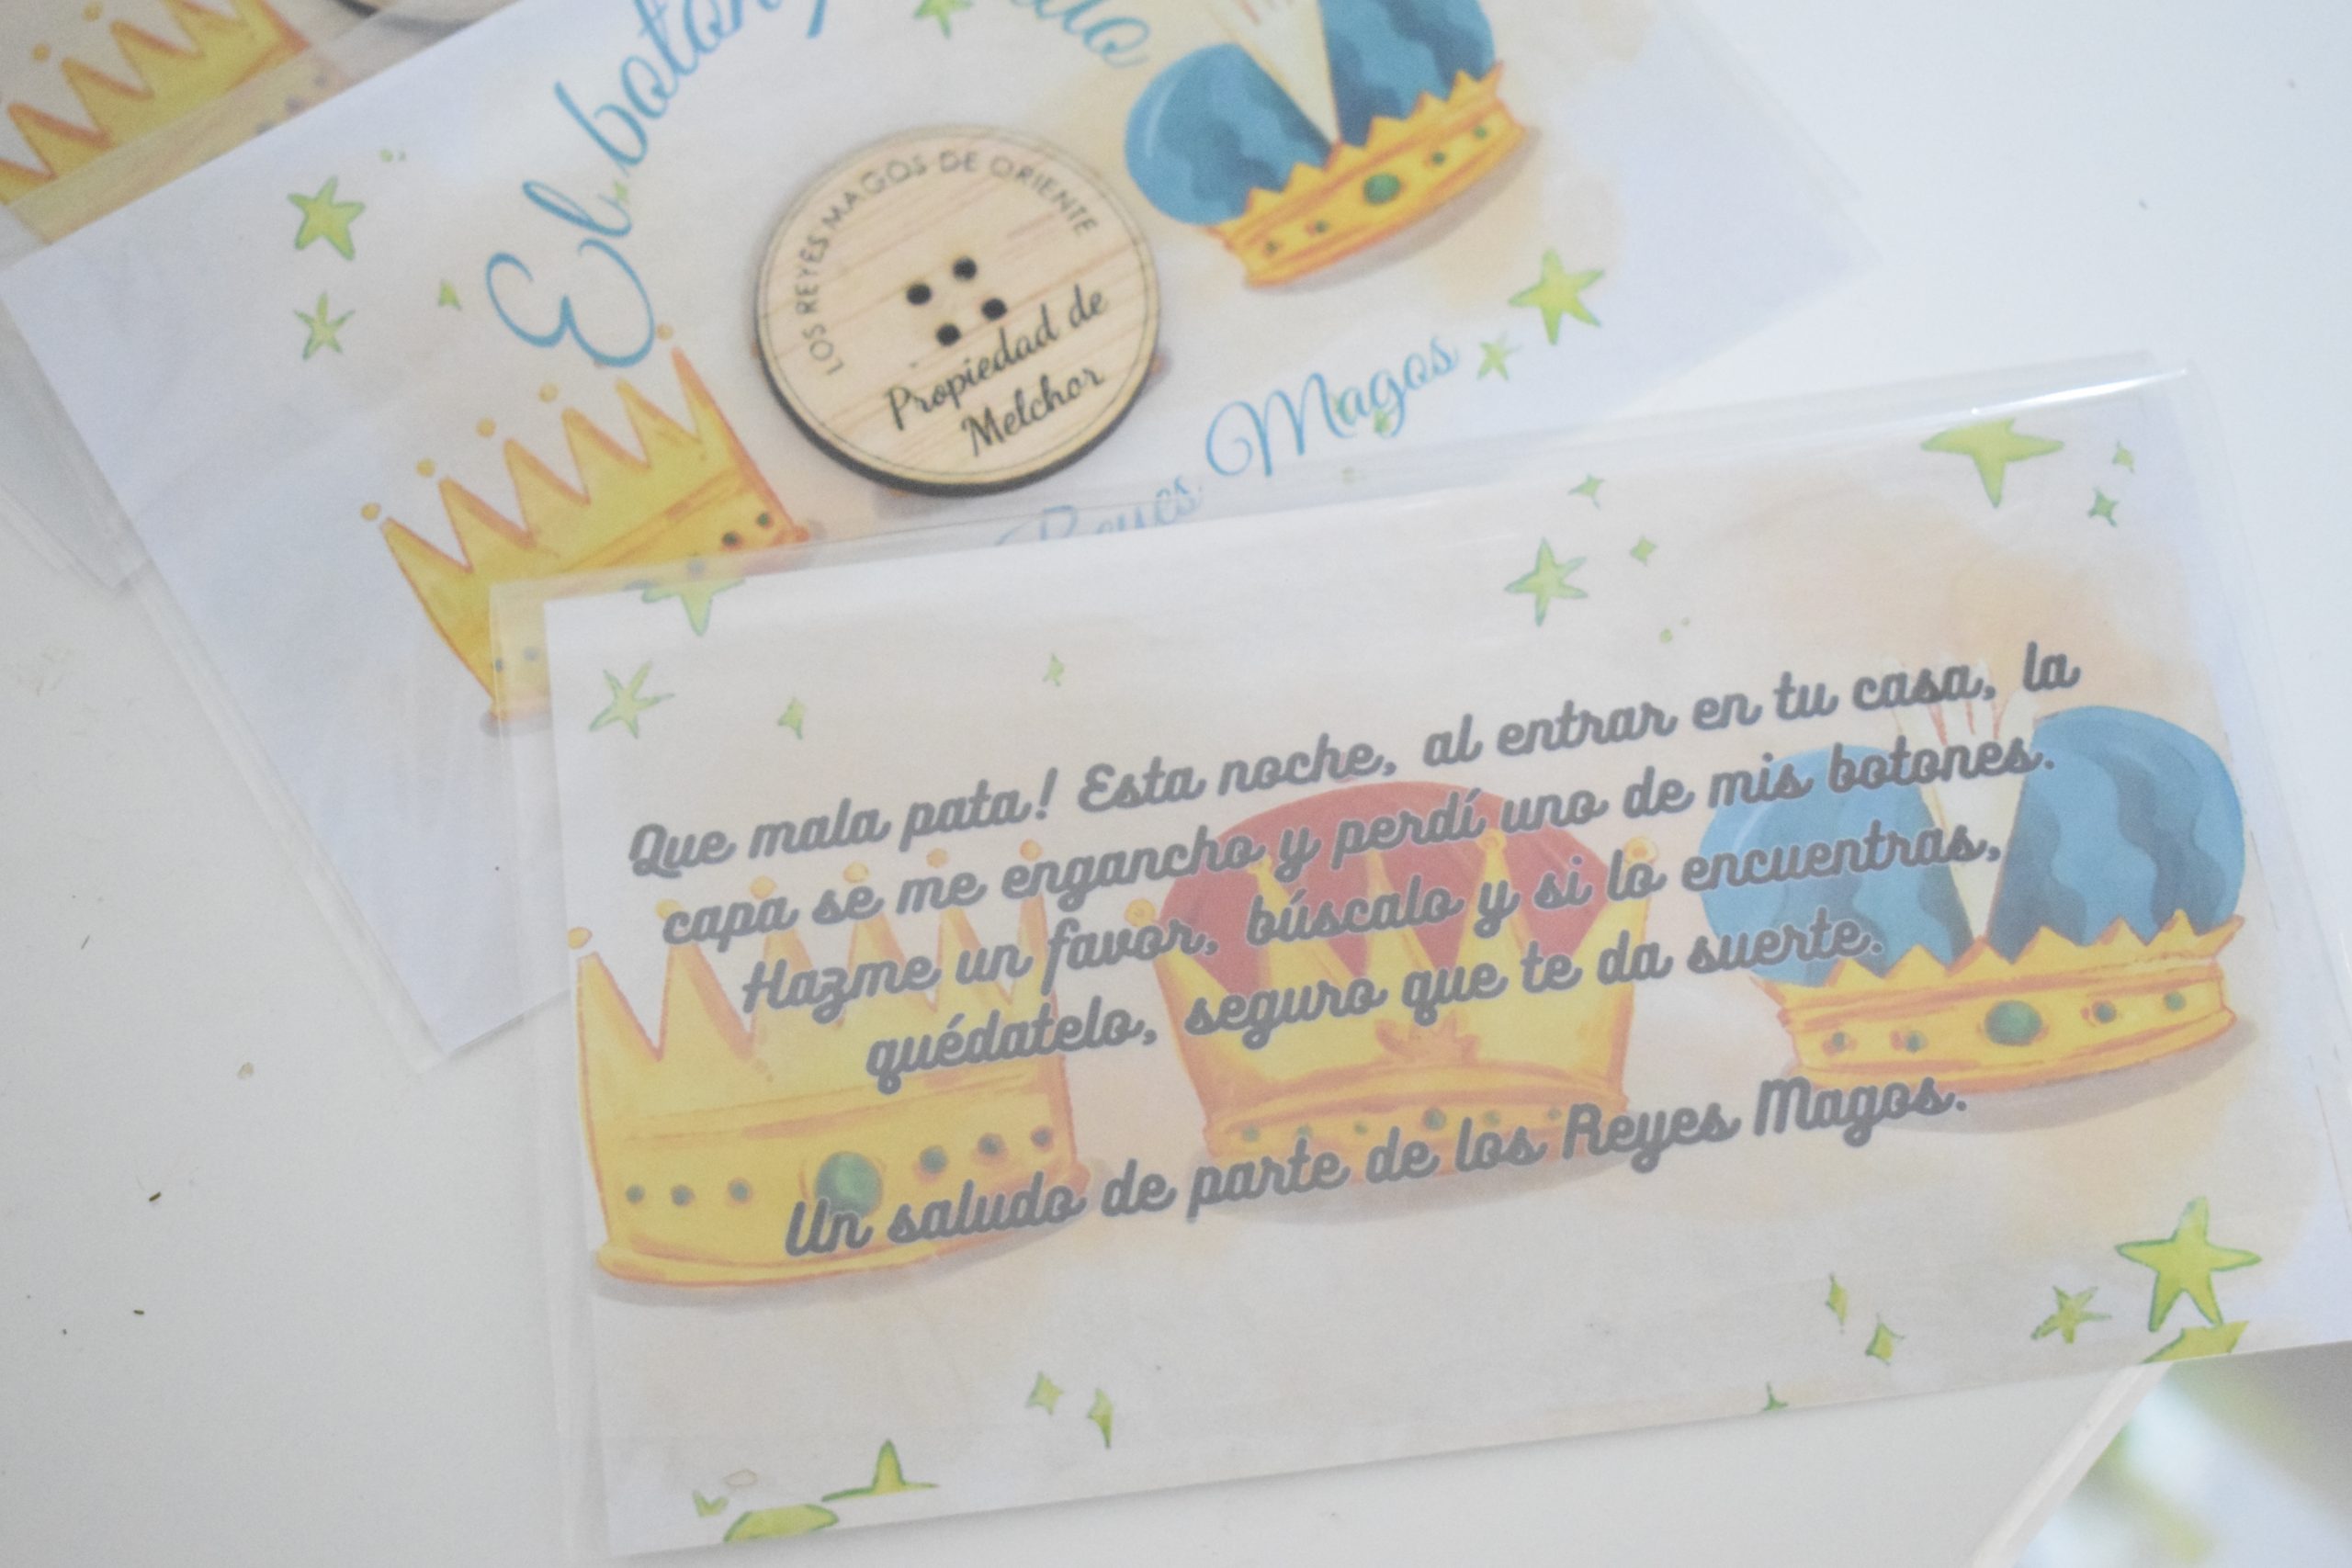 El botón
LOS REYES MAGOS DE ORIENTE
Propiedad de
Melchor
Reyes Magos
Que mala pata! Esta noche, al entrar en tu casa, la
capa se me engancho y perdí uno de mis botones.
Hazme un favor, búscalo y si lo encuentras,
quédatelo, seguro que te da suerte.
Un saludo de parte de los Reyes Magos.